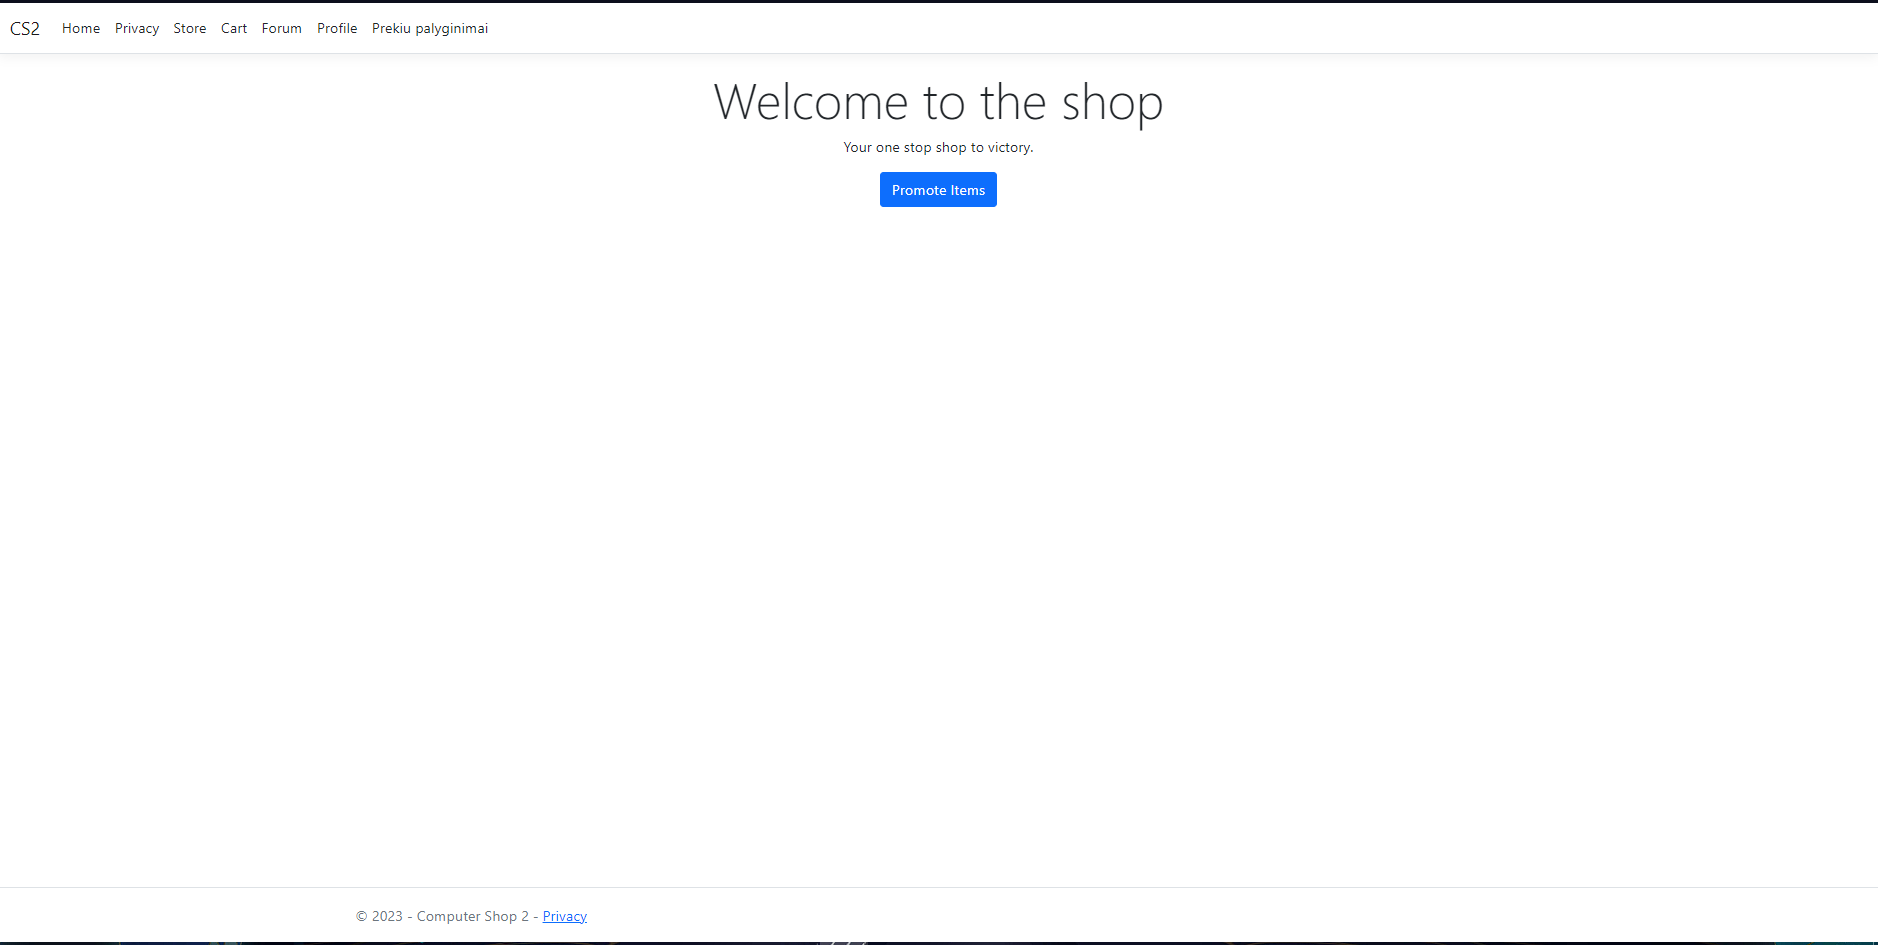 CS2 Home Privacy Store Cart Forum Profile Prekiu palyginimai
Welcome to the shop
Your one stop shop to victory.
Promote Items
© 2023 - Computer Shop 2 - Privacy